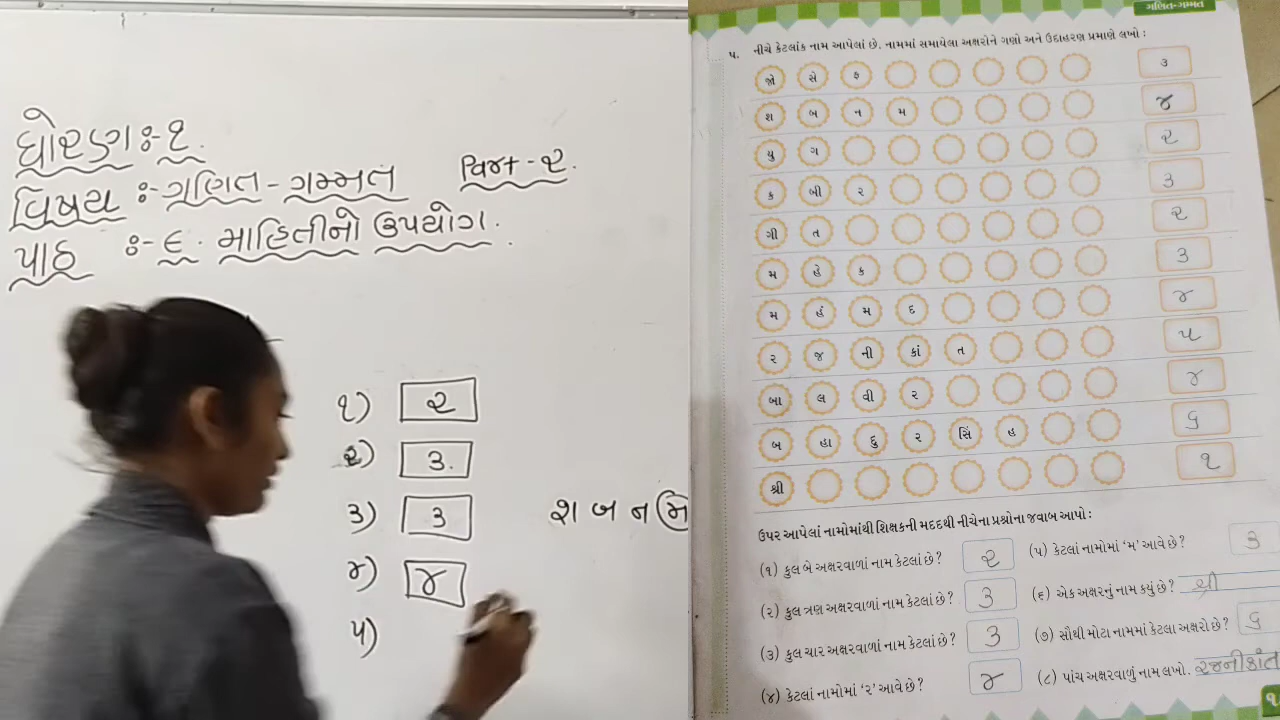 ધોરણ :- ૧.
વિષય :- ગણિત - ગમ્મત
પાઠ :- ૬. માહિતીનો ઉપયોગ.
૧) ૨
૨) ૩.
૩) ૩
૪) ૪
૫)
શ બ ન મ
ગણિત-ગમ્મત
૫. નીચે કેટલાંક નામ આપેલાં છે. નામમાં સમાયેલા અક્ષરોને ગણો અને ઉદાહરણ પ્રમાણે લખો :
જો સે ફ ૩
શ બ ન મ ૪
યુ ગ ૨
ક બી ર ૩
ગી ત ૨
મ હે ક ૩
મ હં મ દ ૪
ર જ ની કાં ત ૫
બા લ વી ર ૪
બ હા દુ ર સિં હ ૬
શ્રી ૧
ઉપર આપેલાં નામોમાંથી શિક્ષકની મદદથી નીચેના પ્રશ્નોના જવાબ આપો :
(૧) કુલ બે અક્ષરવાળાં નામ કેટલાં છે? ૨
(૨) કુલ ત્રણ અક્ષરવાળાં નામ કેટલાં છે? ૩
(૩) કુલ ચાર અક્ષરવાળાં નામ કેટલાં છે? ૩
(૪) કેટલાં નામોમાં ‘ર’ આવે છે? ૪
(૫) કેટલાં નામોમાં ‘મ’ આવે છે? ૩
(૬) એક અક્ષરનું નામ કયું છે? શ્રી
(૭) સૌથી મોટા નામમાં કેટલા અક્ષરો છે? ૬
(૮) પાંચ અક્ષરવાળું નામ લખો. રજનીકાંત